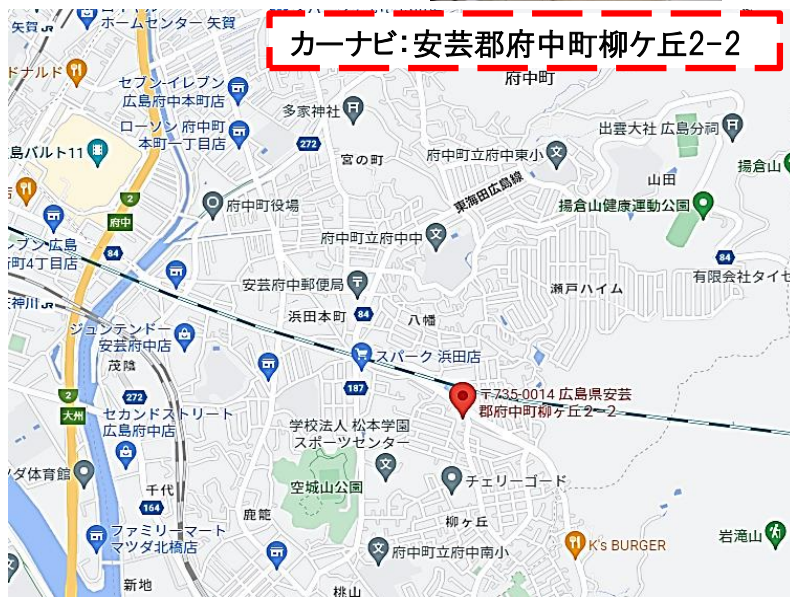 矢賀
ホームセンター 矢賀
カーナビ：安芸郡府中町柳ケ丘2-2
府中町
ドナルド
セブン-イレブン
広島府中本町店
ローソン 府中町
本町一丁目店
多家神社
272
宮の町
府中町立府中東小
出雲大社 広島分祠
揚倉山
島バルト11
東海田広島線
山田
揚倉山健康運動公園
2
府中
府中町役場
レブン 広島
町4丁目店
84
府中町立府中中
84
有限会社タイセ
安芸府中郵便局
瀬戸ハイム
天神川
浜田本町
84
八幡
ジュンテンドー
安芸府中店
茂陰
スパーク 浜田店
187
2
大州
272
〒735-0014 広島県安芸
郡府中町柳ヶ丘2−2
セカンドストリート
広島府中店
学校法人 松本学園
スポーツセンター
ツダ体育館
千代
空城山公園
チェリーゴード
164
鹿籠
柳ヶ丘
ファミリーマート
マツダ北橋店
府中町立府中南小
K's BURGER
岩滝山
新地
桃山